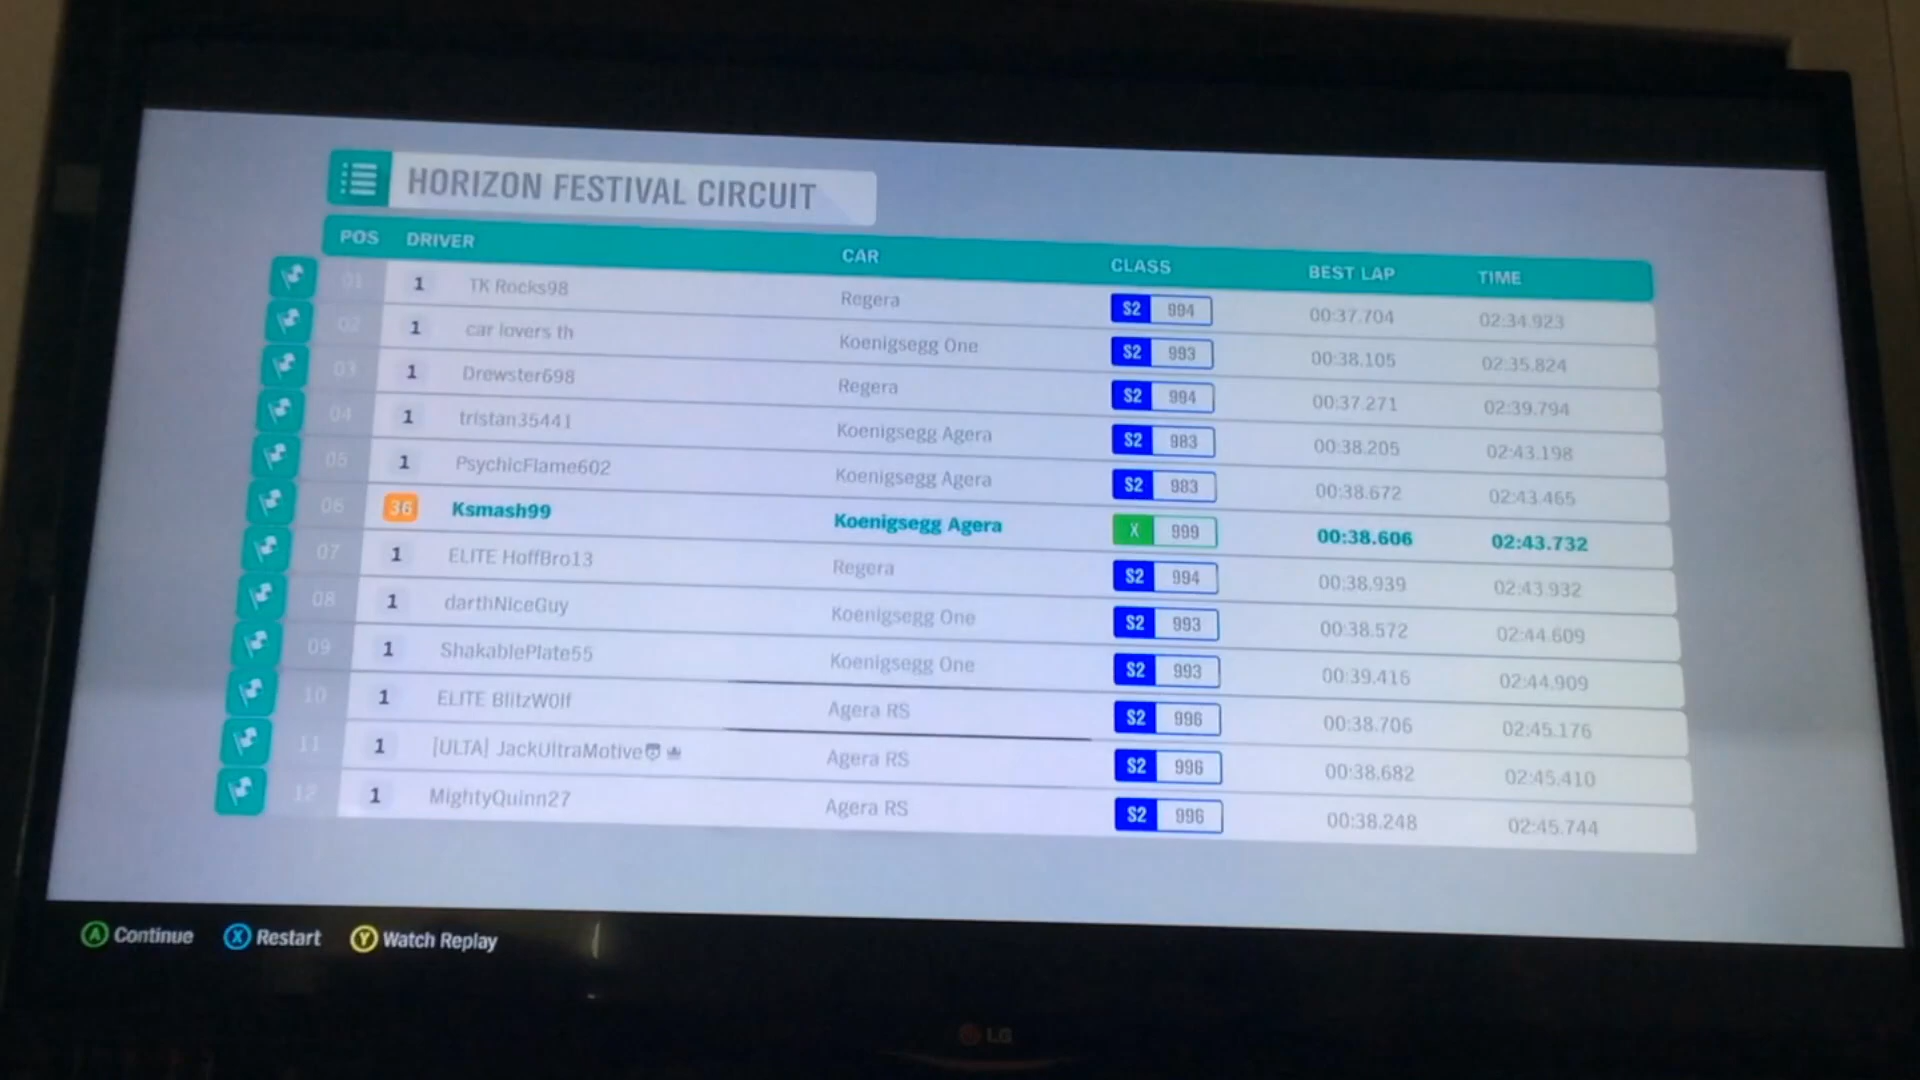 HORIZON FESTIVAL CIRCUIT
POS DRIVER CAR CLASS BEST LAP TIME
01 1 TK Rocks98 Regera S2 994 00:37.704 02:34.923
02 1 car lovers th Koenigsegg One S2 993 00:38.105 02:35.824
03 1 Drewster698 Regera S2 994 00:37.271 02:39.794
04 1 tristan35441 Koenigsegg Agera S2 983 00:38.205 02:43.198
05 1 PsychicFlame602 Koenigsegg Agera S2 983 00:38.672 02:43.465
06 36 Ksmash99 Koenigsegg Agera X 999 00:38.606 02:43.732
07 1 ELITE HoffBro13 Regera S2 994 00:38.939 02:43.932
08 1 darthNiceGuy Koenigsegg One S2 993 00:38.572 02:44.609
09 1 ShakablePlate55 Koenigsegg One S2 993 00:39.416 02:44.909
10 1 ELITE BlitzW0lf Agera RS S2 996 00:38.706 02:45.176
11 1 [ULTA] JackUltraMotive Agera RS S2 996 00:38.682 02:45.410
12 1 MightyQuinn27 Agera RS S2 996 00:38.248 02:45.744
A Continue X Restart Y Watch Replay
LG